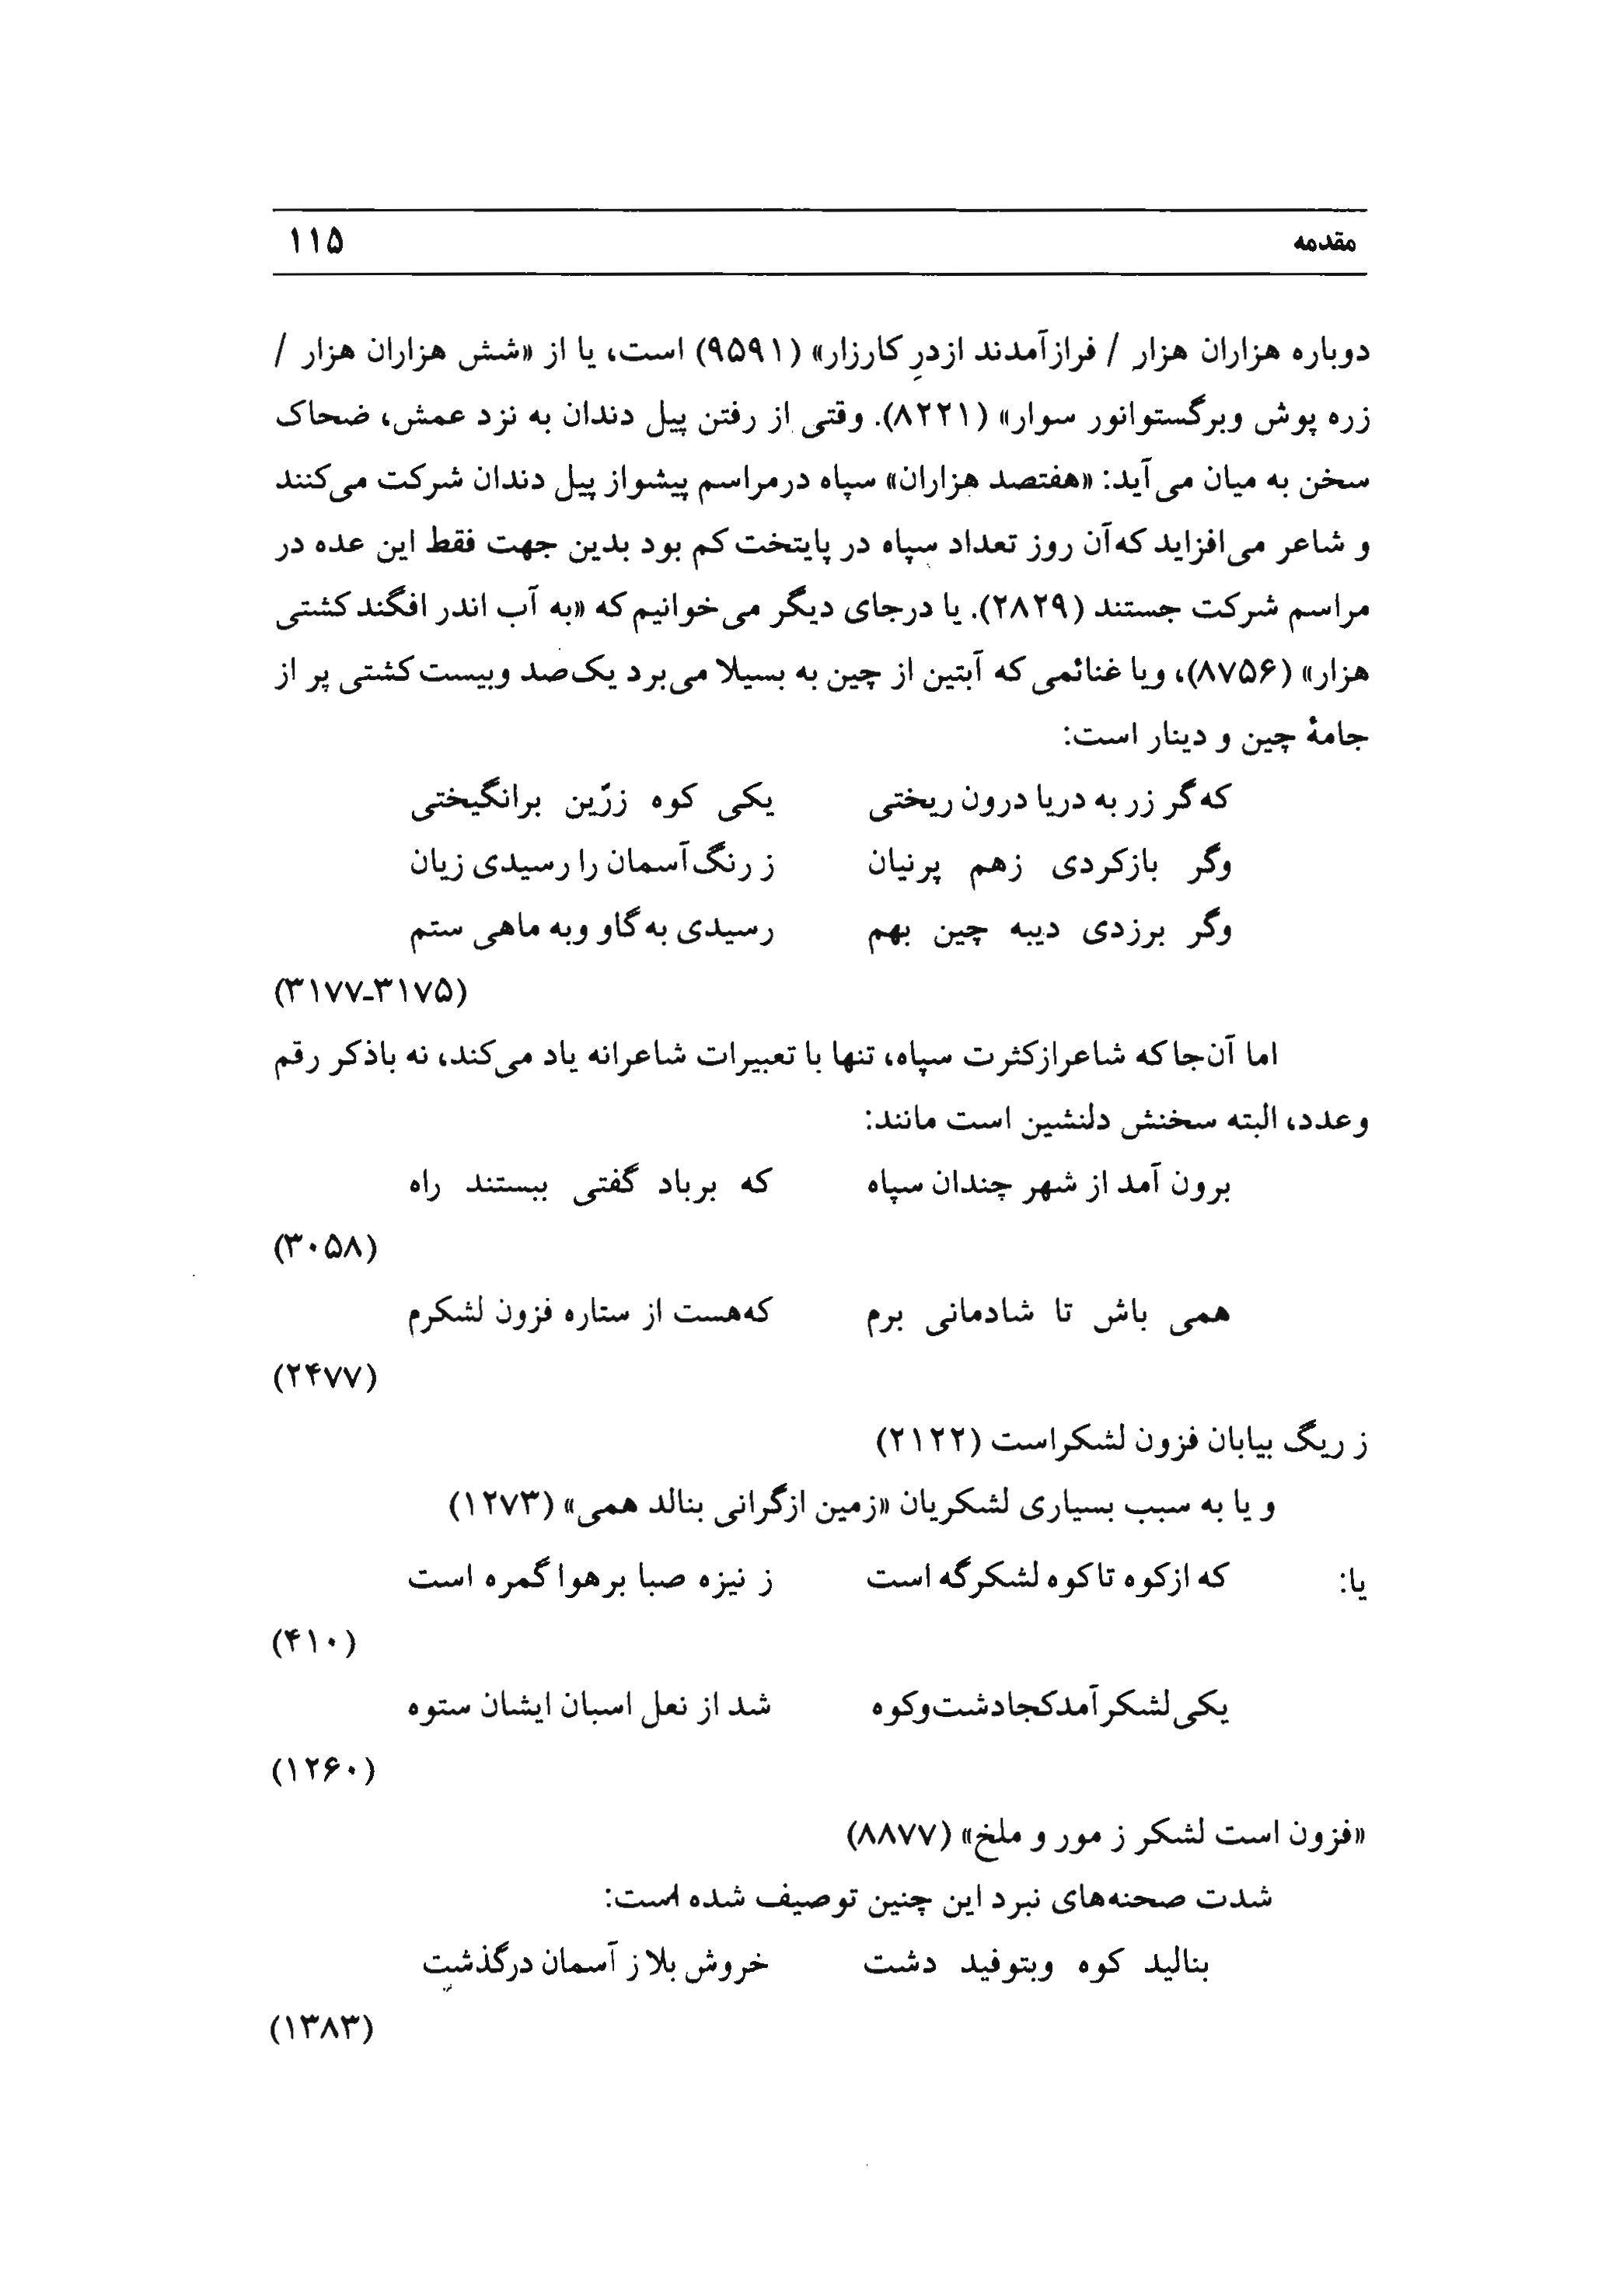 مقدمه ۱۱۵
دوباره هزاران هزار / فرازآمدند ازدرِ کارزار» (۹۵۹۱) است، یا از «شش هزاران هزار /
زره پوش وبرگستوانور سوار» (۸۲۲۱). وقتی از رفتن پیل دندان به نزد عمش، ضحاک
سخن به میان می‌آید: «هفتصد هزاران» سپاه درمراسم پیشواز پیل دندان شرکت می‌کنند
و شاعر می‌افزاید که‌آن روز تعداد سپاه در پایتخت کم بود بدین جهت فقط این عده در
مراسم شرکت جستند (۲۸۲۹). یا درجای دیگر می‌خوانیم که «به آب اندر افگند کشتی
هزار» (۸۷۵۶)، ویا غنائمی که آبتین از چین به بسیلا می‌برد یک‌صد وبیست کشتی پر از
جامهٔ چین و دینار است:
که گر زر به دریا درون ریختی یکی کوه زرّین برانگیختی
وگر بازکردی زهم پرنیان ز رنگ آسمان را رسیدی زیان
وگر برزدی دیبه چین بهم رسیدی به گاو وبه ماهی ستم
(۳۱۷۵ـ۳۱۷۷)
اما آن‌جا که شاعرازکثرت سپاه، تنها با تعبیرات شاعرانه یاد می‌کند، نه باذکر رقم
وعدد، البته سخنش دلنشین است مانند:
برون آمد از شهر چندان سپاه که برباد گفتی ببستند راه
(۳۰۵۸)
همی باش تا شادمانی برم که‌هست از ستاره فزون لشکرم
(۲۴۷۷)
ز ریگ بیابان فزون لشکراست (۲۱۲۲)
و یا به سبب بسیاری لشکریان «زمین ازگرانی بنالد همی» (۱۲۷۳)
یا: که ازکوه تاکوه لشکرگه است ز نیزه صبا برهوا گمره است
(۴۱۰)
یکی لشکر آمدکجادشت‌وکوه شد از نعل اسبان ایشان ستوه
(۱۲۶۰)
«فزون است لشکر ز مور و ملخ» (۸۸۷۷)
شدت صحنه‌های نبرد این چنین توصیف شده است:
بنالید کوه وبتوفید دشت خروش بلا ز آسمان درگذشت
(۱۳۸۳)